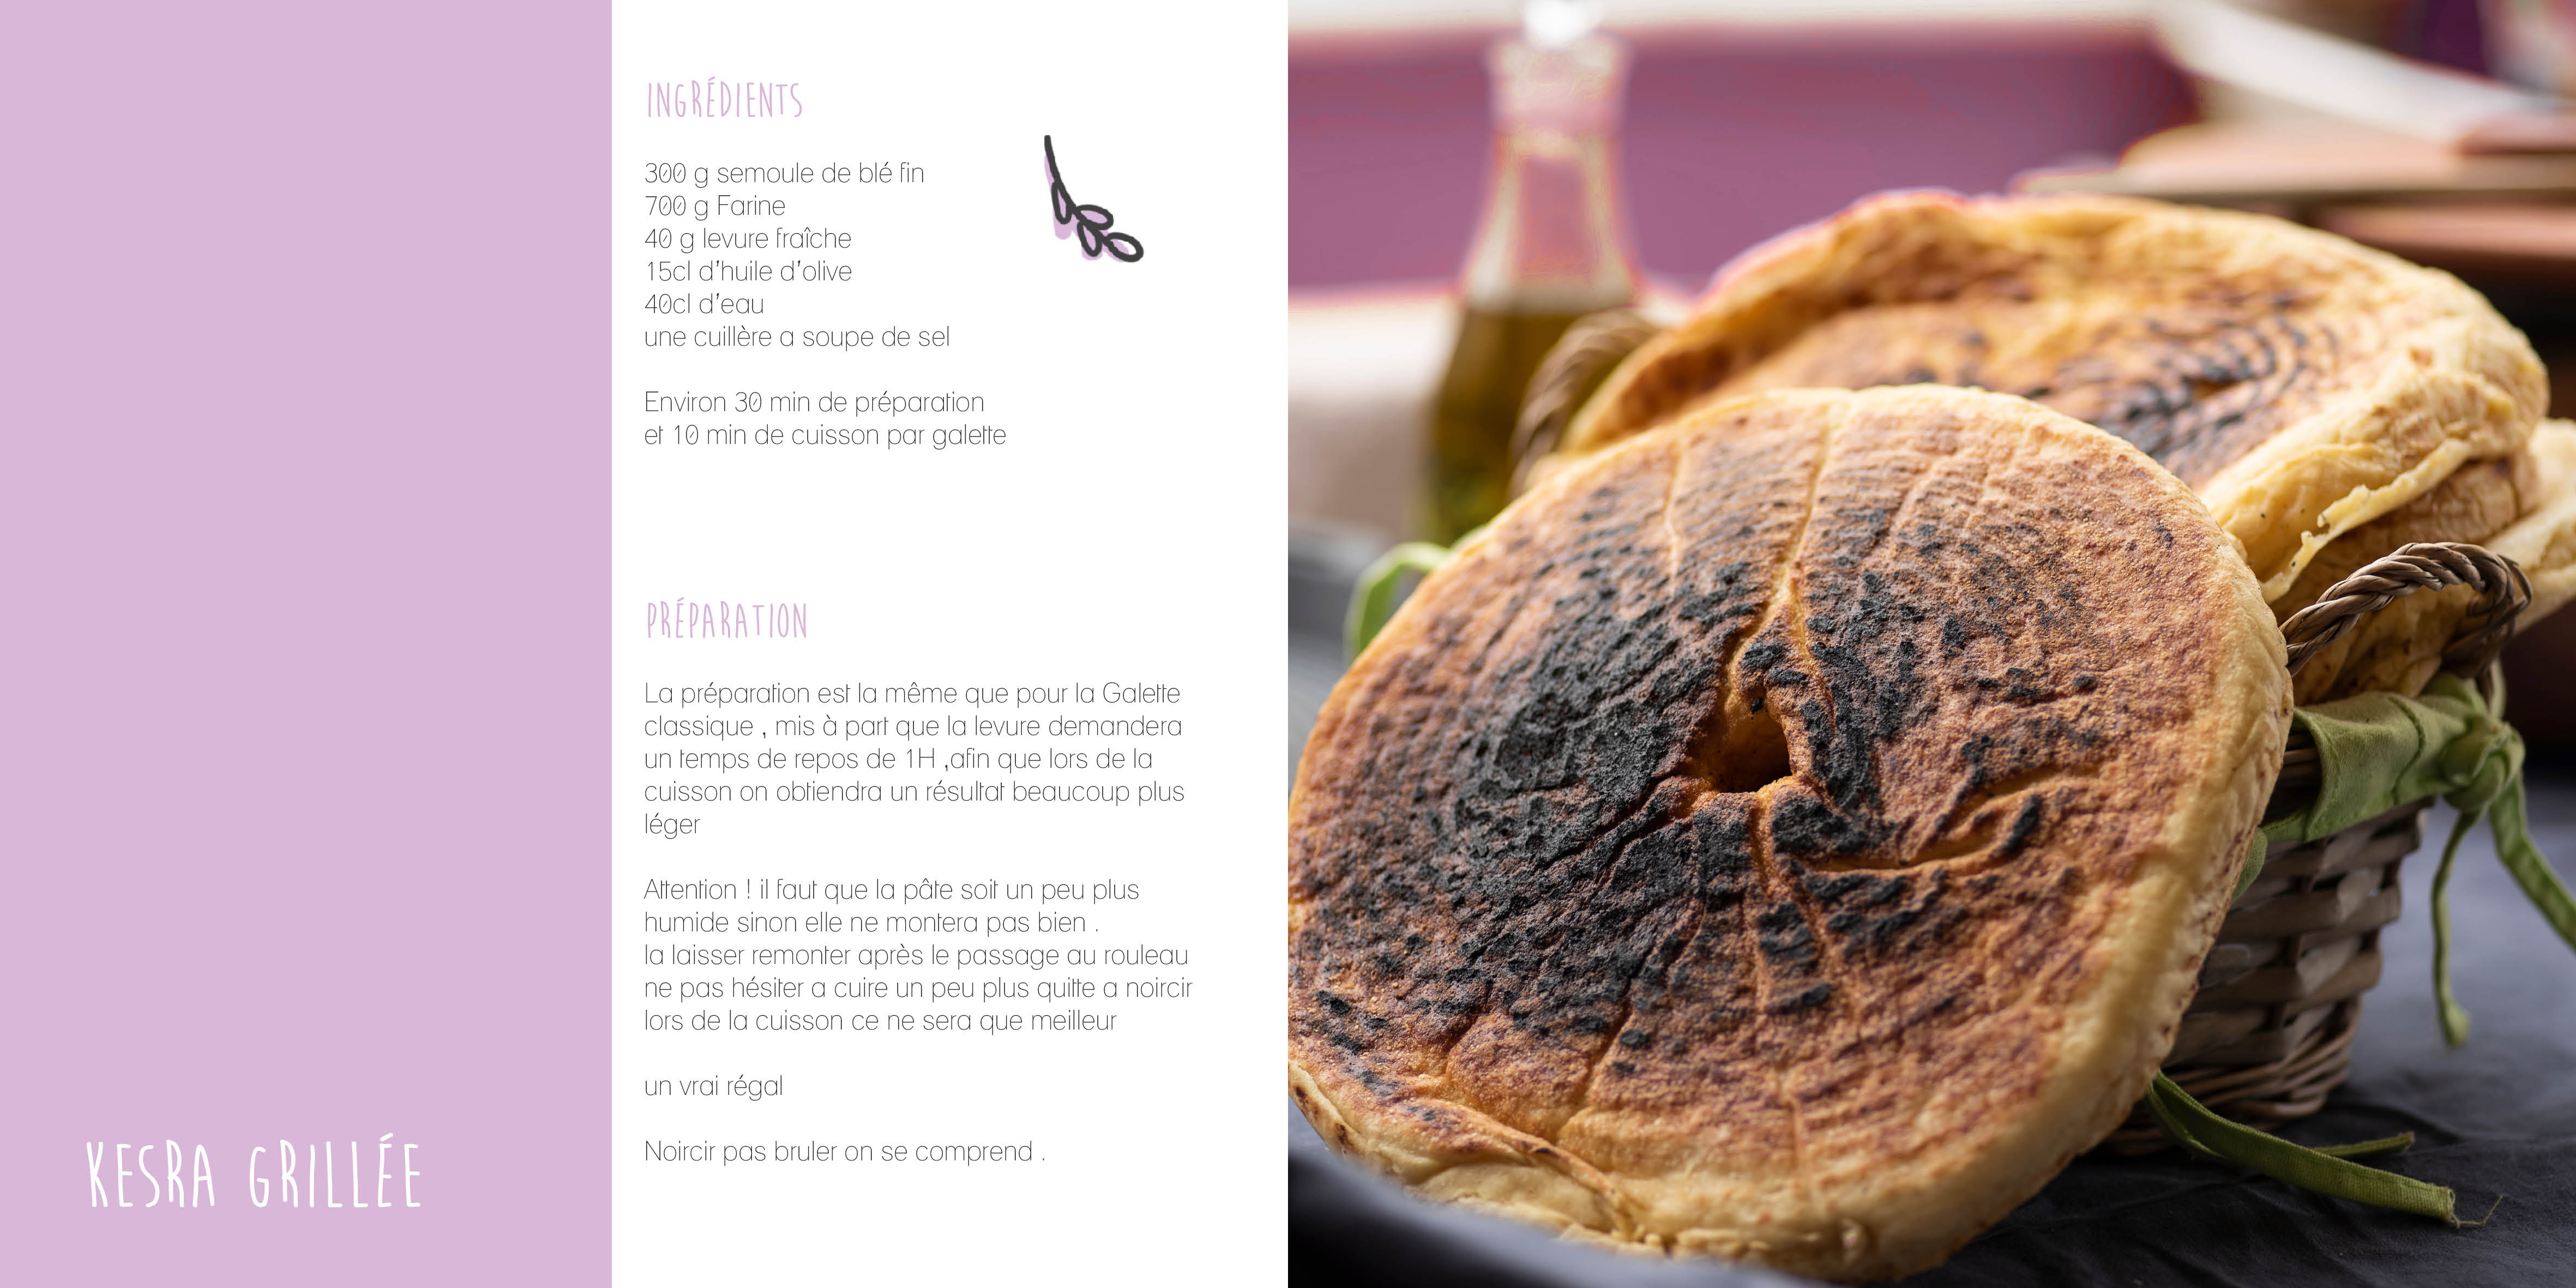 INGRÉDIENTS
300 g semoule de blé fin
700 g Farine
40 g levure fraîche
15cl d'huile d'olive
40cl d'eau
une cuillère a soupe de sel
Environ 30 min de préparation
et 10 min de cuisson par galette
PRÉPARATION
La préparation est la même que pour la Galette
classique , mis à part que la levure demandera
un temps de repos de 1H ,afin que lors de la
cuisson on obtiendra un résultat beaucoup plus
léger
Attention ! il faut que la pâte soit un peu plus
humide sinon elle ne montera pas bien .
la laisser remonter après le passage au rouleau
ne pas hésiter a cuire un peu plus quitte a noircir
lors de la cuisson ce ne sera que meilleur
un vrai régal
Noircir pas bruler on se comprend .
KESRA GRILLÉE